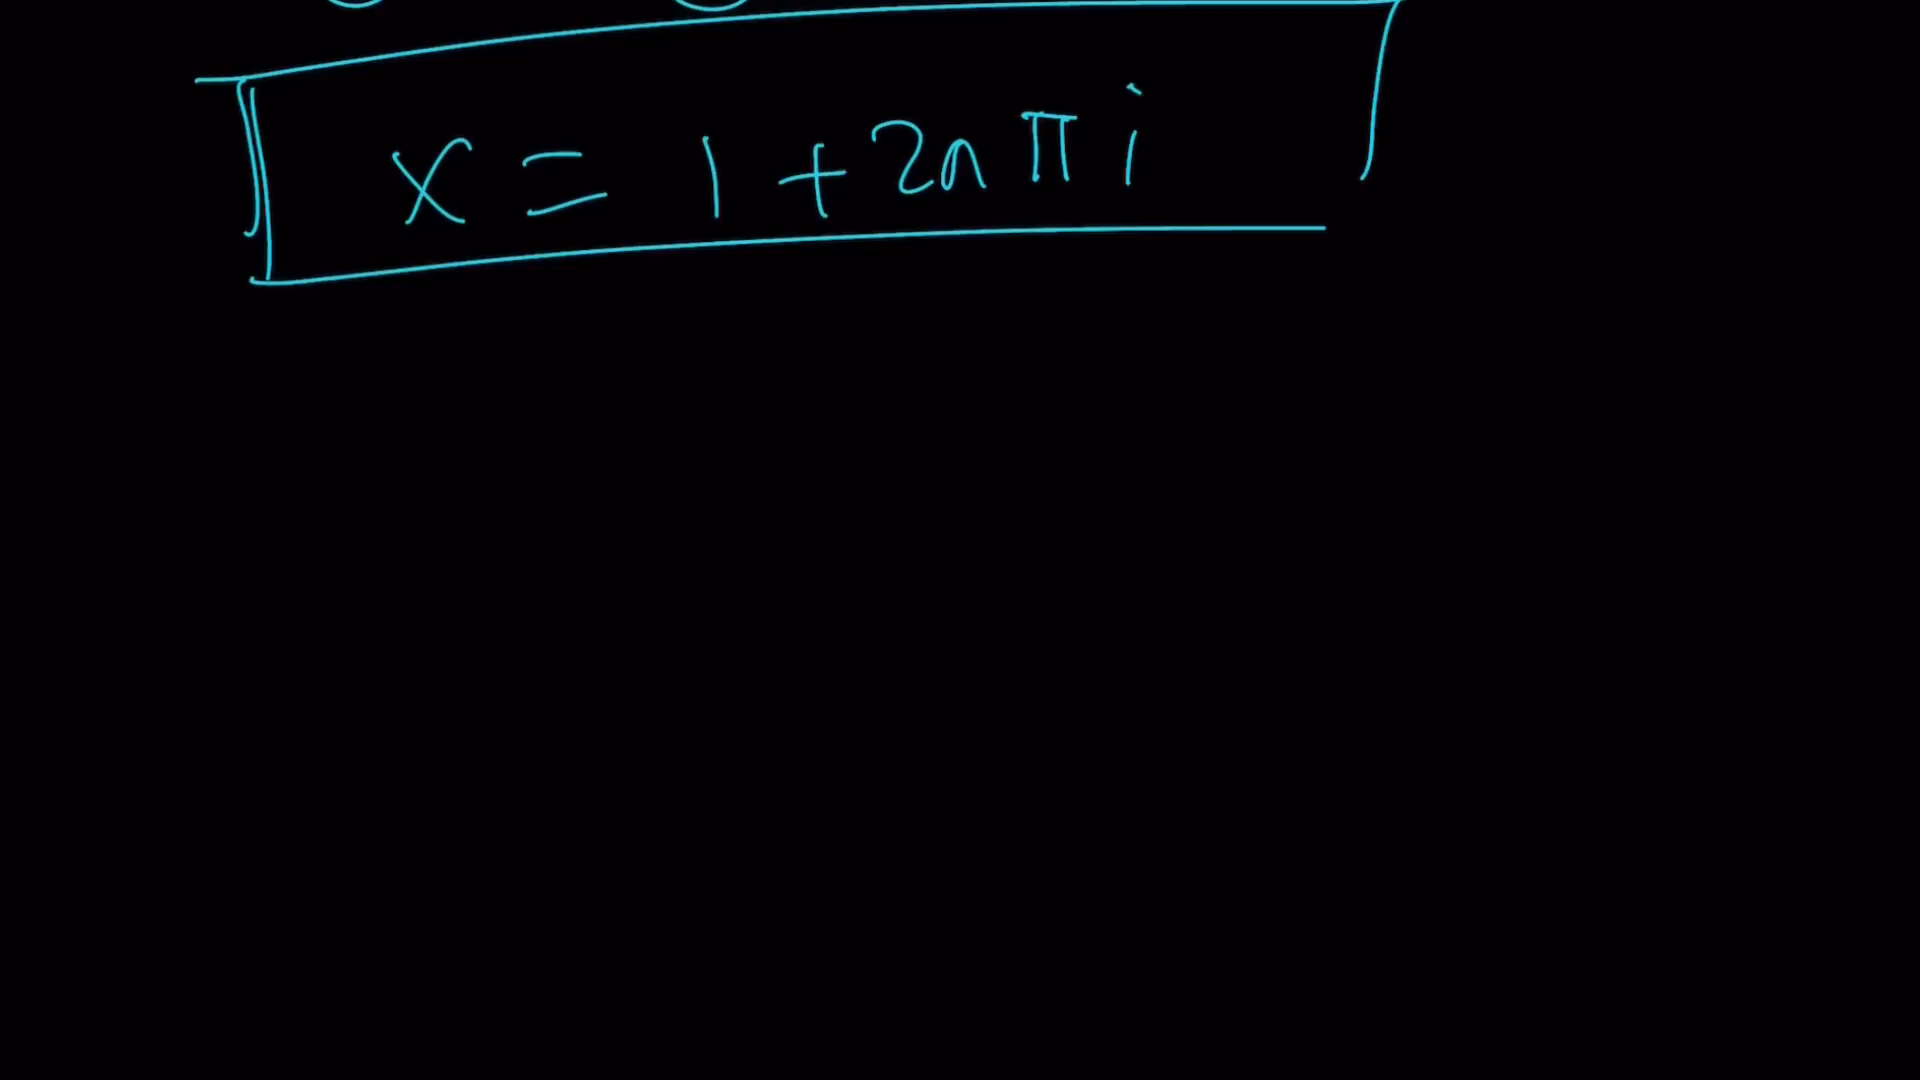 x = 1 + 2nπi